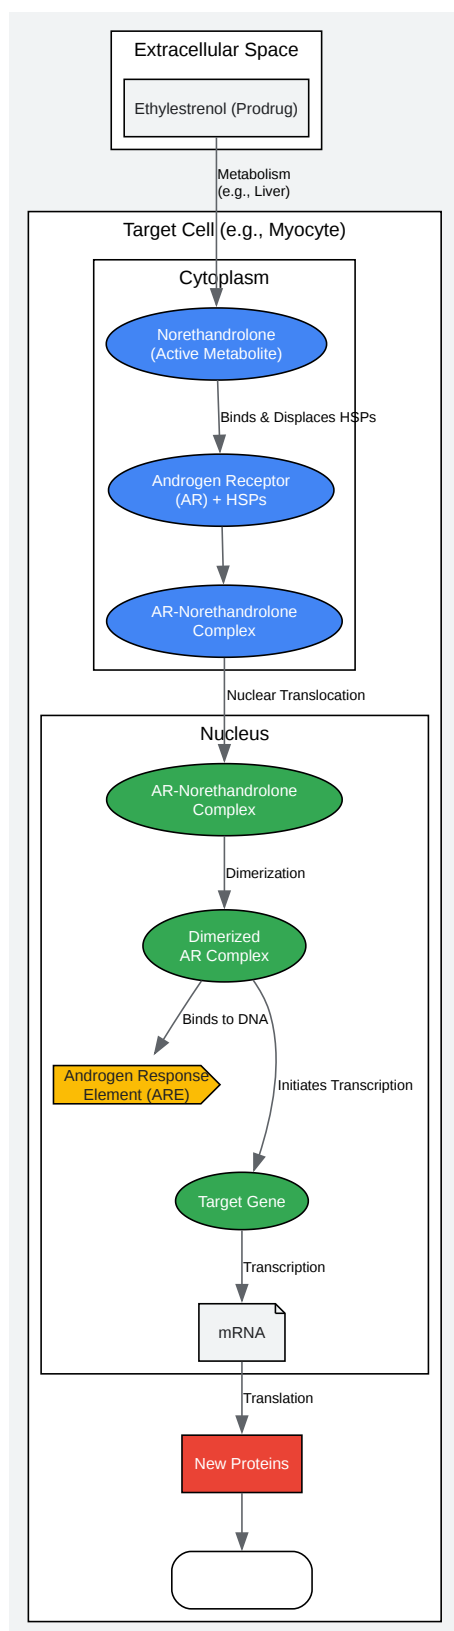 Extracellular Space
Ethylestrenol (Prodrug)
Metabolism
(e.g., Liver)
Target Cell (e.g., Myocyte)
Cytoplasm
Norethandrolone
(Active Metabolite)
Binds & Displaces HSPs
Androgen Receptor
(AR) + HSPs
AR-Norethandrolone
Complex
Nuclear Translocation
Nucleus
AR-Norethandrolone
Complex
Dimerization
Dimerized
AR Complex
Binds to DNA
Androgen Response
Element (ARE)
Initiates Transcription
Target Gene
Transcription
mRNA
Translation
New Proteins